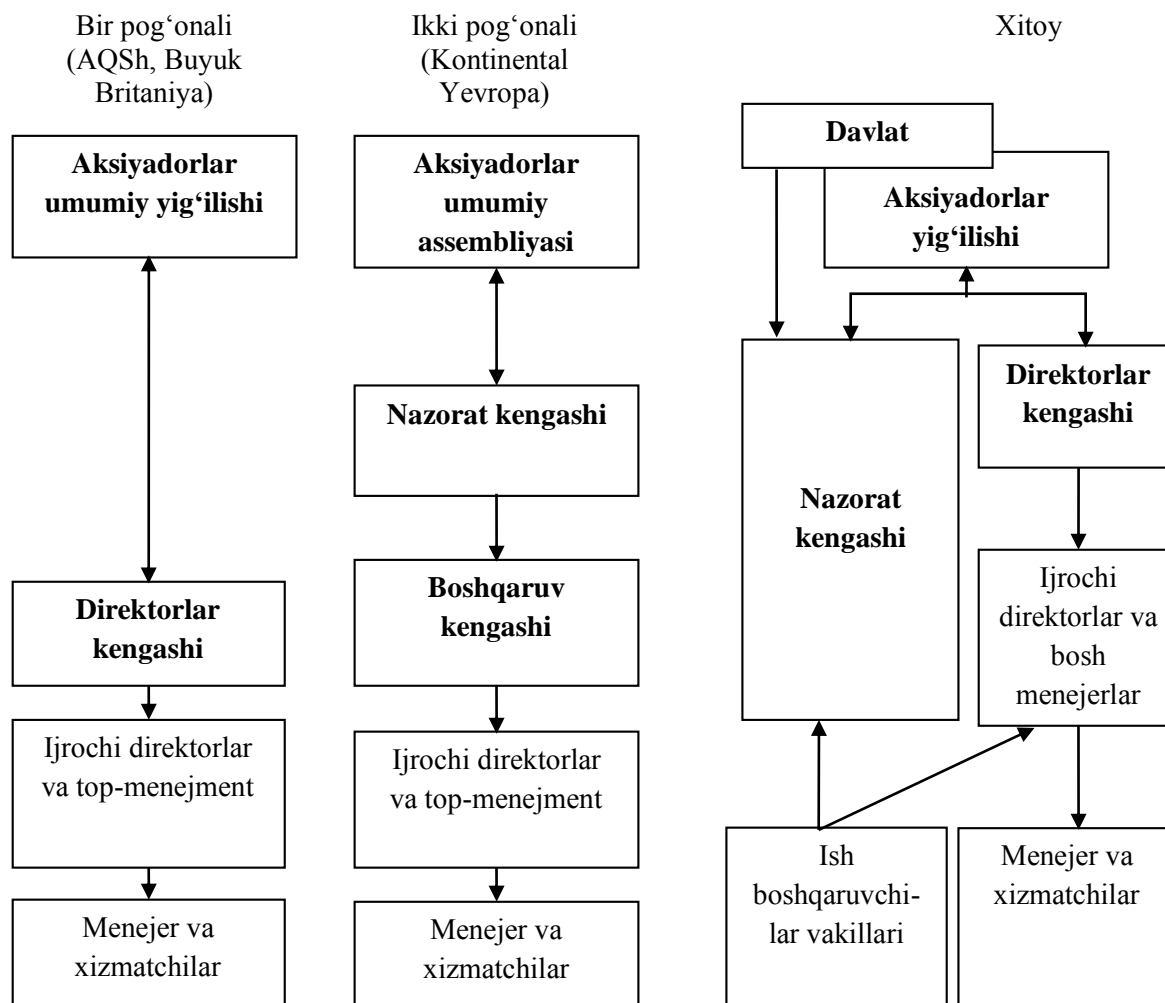 Bir pog‘onali
(AQSh, Buyuk
Britaniya)
Aksiyadorlar
umumiy yig‘ilishi
Direktorlar
kengashi
Ijrochi direktorlar
va top-menejment
Menejer va
xizmatchilar
Ikki pog‘onali
(Kontinental
Yevropa)
Aksiyadorlar
umumiy
assembliyasi
Nazorat kengashi
Boshqaruv
kengashi
Ijrochi direktorlar
va top-menejment
Menejer va
xizmatchilar
Xitoy
Davlat
Aksiyadorlar
yig‘ilishi
Nazorat
kengashi
Direktorlar
kengashi
Ijrochi
direktorlar va
bosh
menejerlar
Ish
boshqaruvchi-
lar vakillari
Menejer va
xizmatchilar